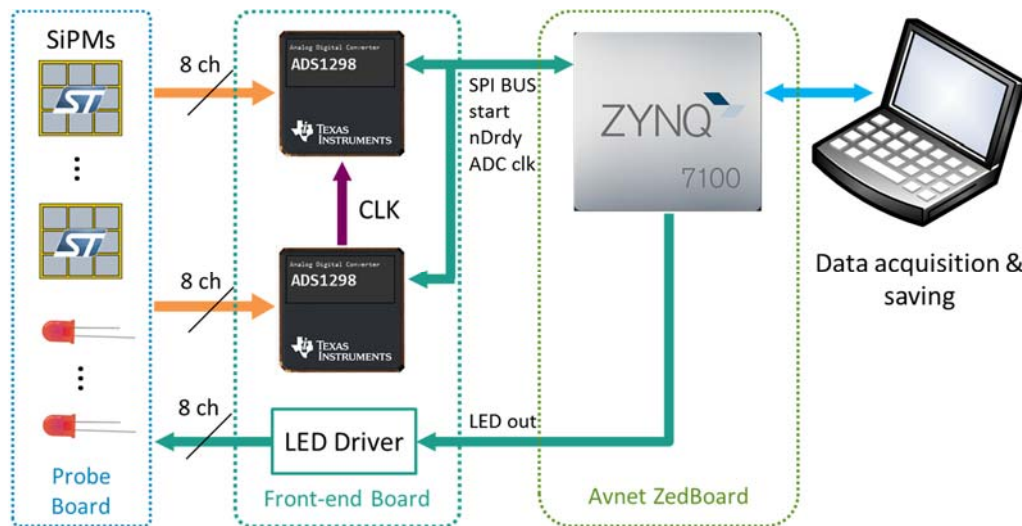 SiPMs
8 ch
Analog Digital Converter
ADS1298
TEXAS
INSTRUMENTS
SPI BUS
start
nDrdy
ADC clk
ZYNQ
7100
ST
...
CLK
ST
8 ch
Analog Digital Converter
ADS1298
TEXAS
INSTRUMENTS
Data acquisition &
saving
...
8 ch
LED Driver
LED out
Probe
Board
Front-end Board
Avnet ZedBoard